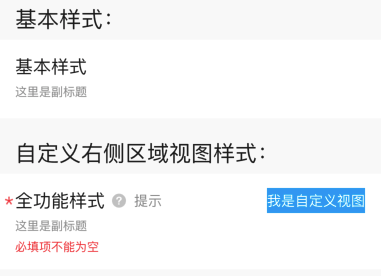 基本样式：
基本样式
这里是副标题
自定义右侧区域视图样式：
*全功能样式 ? 提示 我是自定义视图
这里是副标题
必填项不能为空